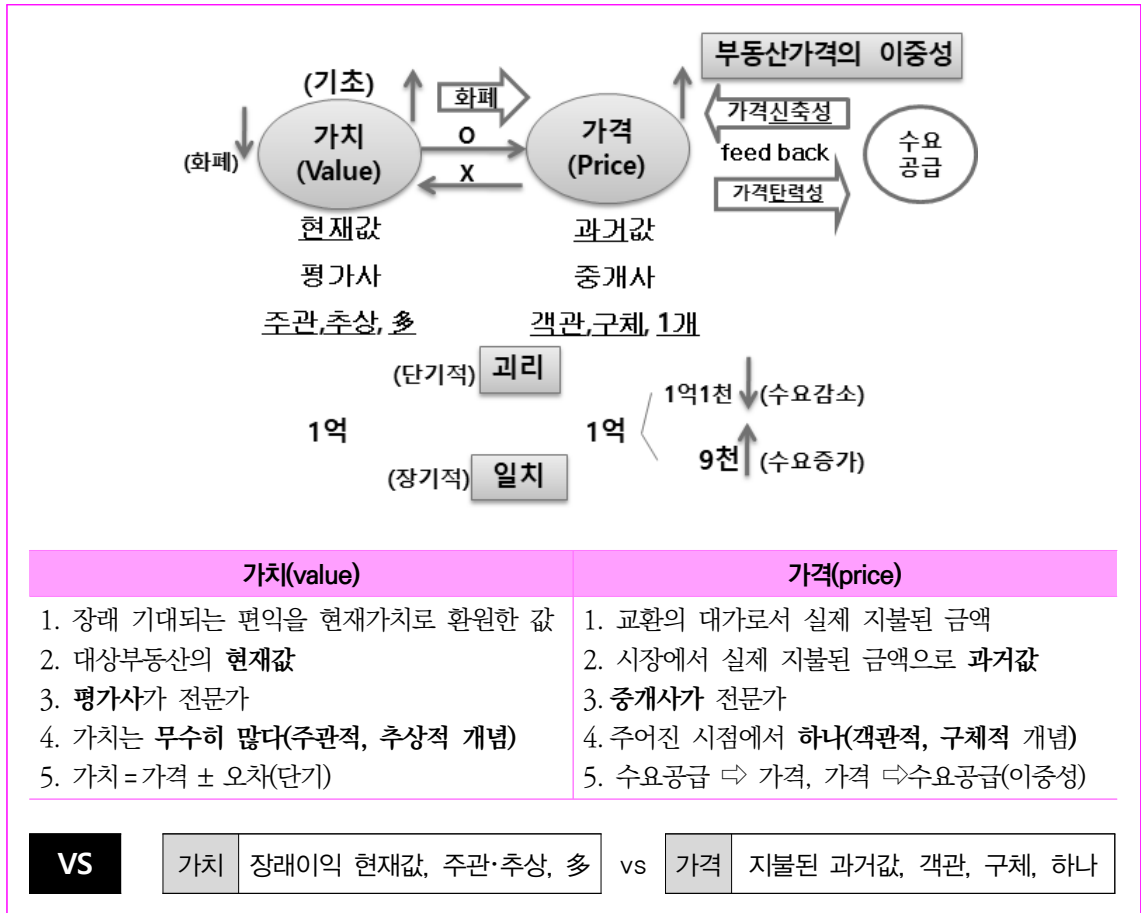 부동산가격의 이중성
(기초)
화폐
가격신축성
(화폐)
가치
(Value)
O
X
가격
(Price)
feed back
수요
공급
가격탄력성
현재값
과거값
평가사
중개사
주관,추상, 多
객관,구체, 1개
(단기적) 괴리
1억1천 (수요감소)
1억
1억
9천 (수요증가)
(장기적) 일치
가치(value)
가격(price)
1. 장래 기대되는 편익을 현재가치로 환원한 값
1. 교환의 대가로서 실제 지불된 금액
2. 대상부동산의 현재값
2. 시장에서 실제 지불된 금액으로 과거값
3. 평가사가 전문가
3. 중개사가 전문가
4. 가치는 무수히 많다(주관적, 추상적 개념)
4. 주어진 시점에서 하나(객관적, 구체적 개념)
5. 가치=가격 ± 오차(단기)
5. 수요공급 ⇨ 가격, 가격 ⇨수요공급(이중성)
VS 가치 장래이익 현재값, 주관·추상, 多 vs 가격 지불된 과거값, 객관, 구체, 하나